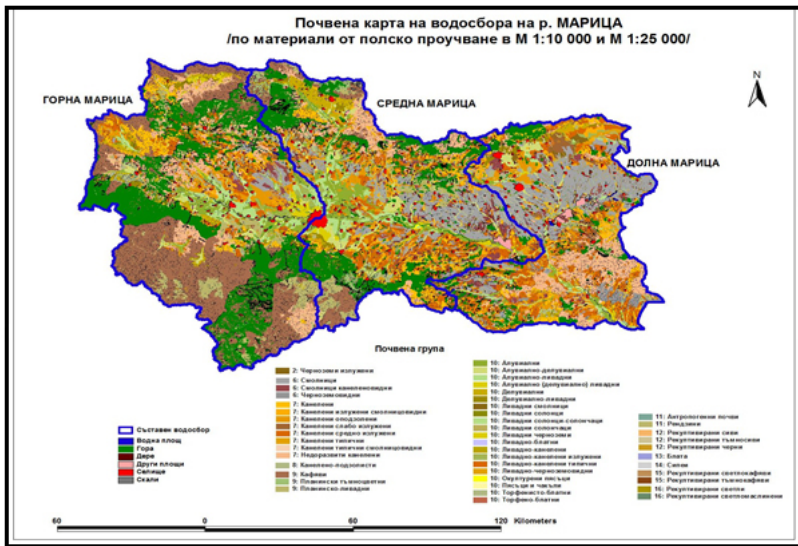 Почвена карта на водосбора на р. МАРИЦА
/по материали от полско проучване в М 1:10 000 и М 1:25 000/
N
ГОРНА МАРИЦА
СРЕДНА МАРИЦА
ДОЛНА МАРИЦА
Почвена група
Съставен водосбор
Водна площ
Гора
Дере
Други площи
Селище
Скали
2: Черноземи излужени
6: Смолници
6: Смолници канеленовидни
6: Черноземовидни
7: Канелени
7: Канелени излужени смолницовидни
7: Канелени оподзолени
7: Канелени слабо излужени
7: Канелени средно излужени
7: Канелени типични
7: Канелени типични смолницовидни
7: Недоразвити канелени
8: Канелено-подзолисти
9: Кафяви
9: Планински тъмноцветни
9: Планинско-ливадни
10: Алувиални
10: Алувиално-делувиални
10: Алувиално-ливадни
10: Алувиално (делувиално) ливадни
10: Делувиални
10: Делувиално-ливадни
10: Ливадни смолници
10: Ливадни солонци
10: Ливадни солонци солончаци
10: Ливадни солончаци
10: Ливадни черноземи
10: Ливадно-блатни
10: Ливадно-канелени
10: Ливадно-канелени излужени
10: Ливадно-канелени типични
10: Ливадно-черноземовидни
10: Окултурени пясъци
10: Пясъци и чакъли
10: Торфенисто-блатни
10: Торфено-блатни
11: Антропогенни почви
11: Рендзини
12: Рекултивирани сиви
12: Рекултивирани тъмносиви
12: Рекултивирани черни
13: Блата
14: Сипеи
15: Рекултивирани светлокафяви
15: Рекултивирани тъмнокафяви
16: Рекултивирани светли
16: Рекултивирани светломаслинени
60 0 60 120 Kilometers